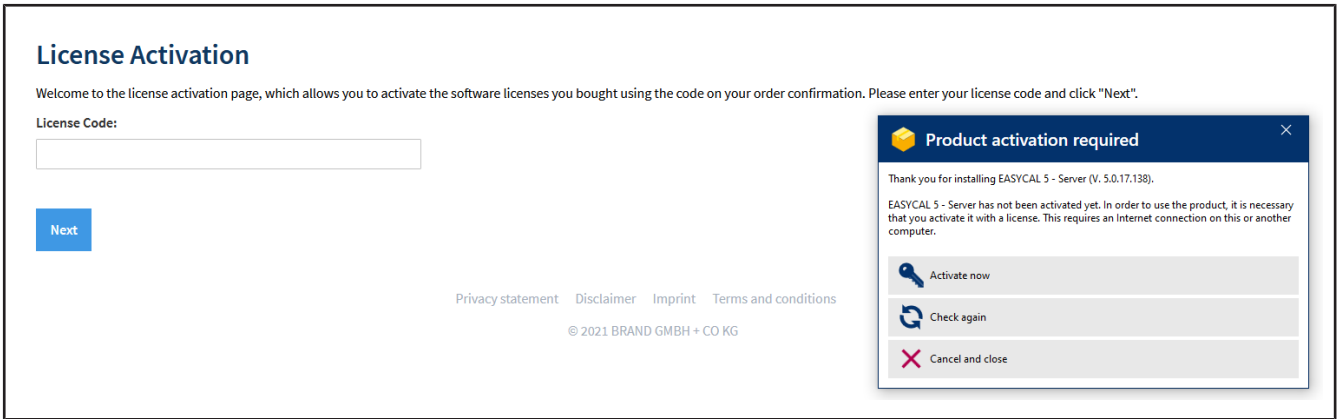 License Activation
Welcome to the license activation page, which allows you to activate the software licenses you bought using the code on your order confirmation. Please enter your license code and click "Next".
License Code:
Next
Privacy statement Disclaimer Imprint Terms and conditions
© 2021 BRAND GMBH + CO KG
Product activation required
Thank you for installing EASYCAL 5 - Server (V. 5.0.17.138).
EASYCAL 5 - Server has not been activated yet. In order to use the product, it is necessary
that you activate it with a license. This requires an Internet connection on this or another
computer.
Activate now
Check again
Cancel and close